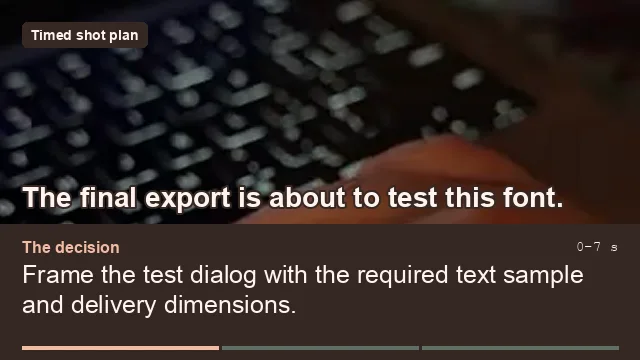 Timed shot plan
The final export is about to test this font.
The decision
0–7 s
Frame the test dialog with the required text sample
and delivery dimensions.